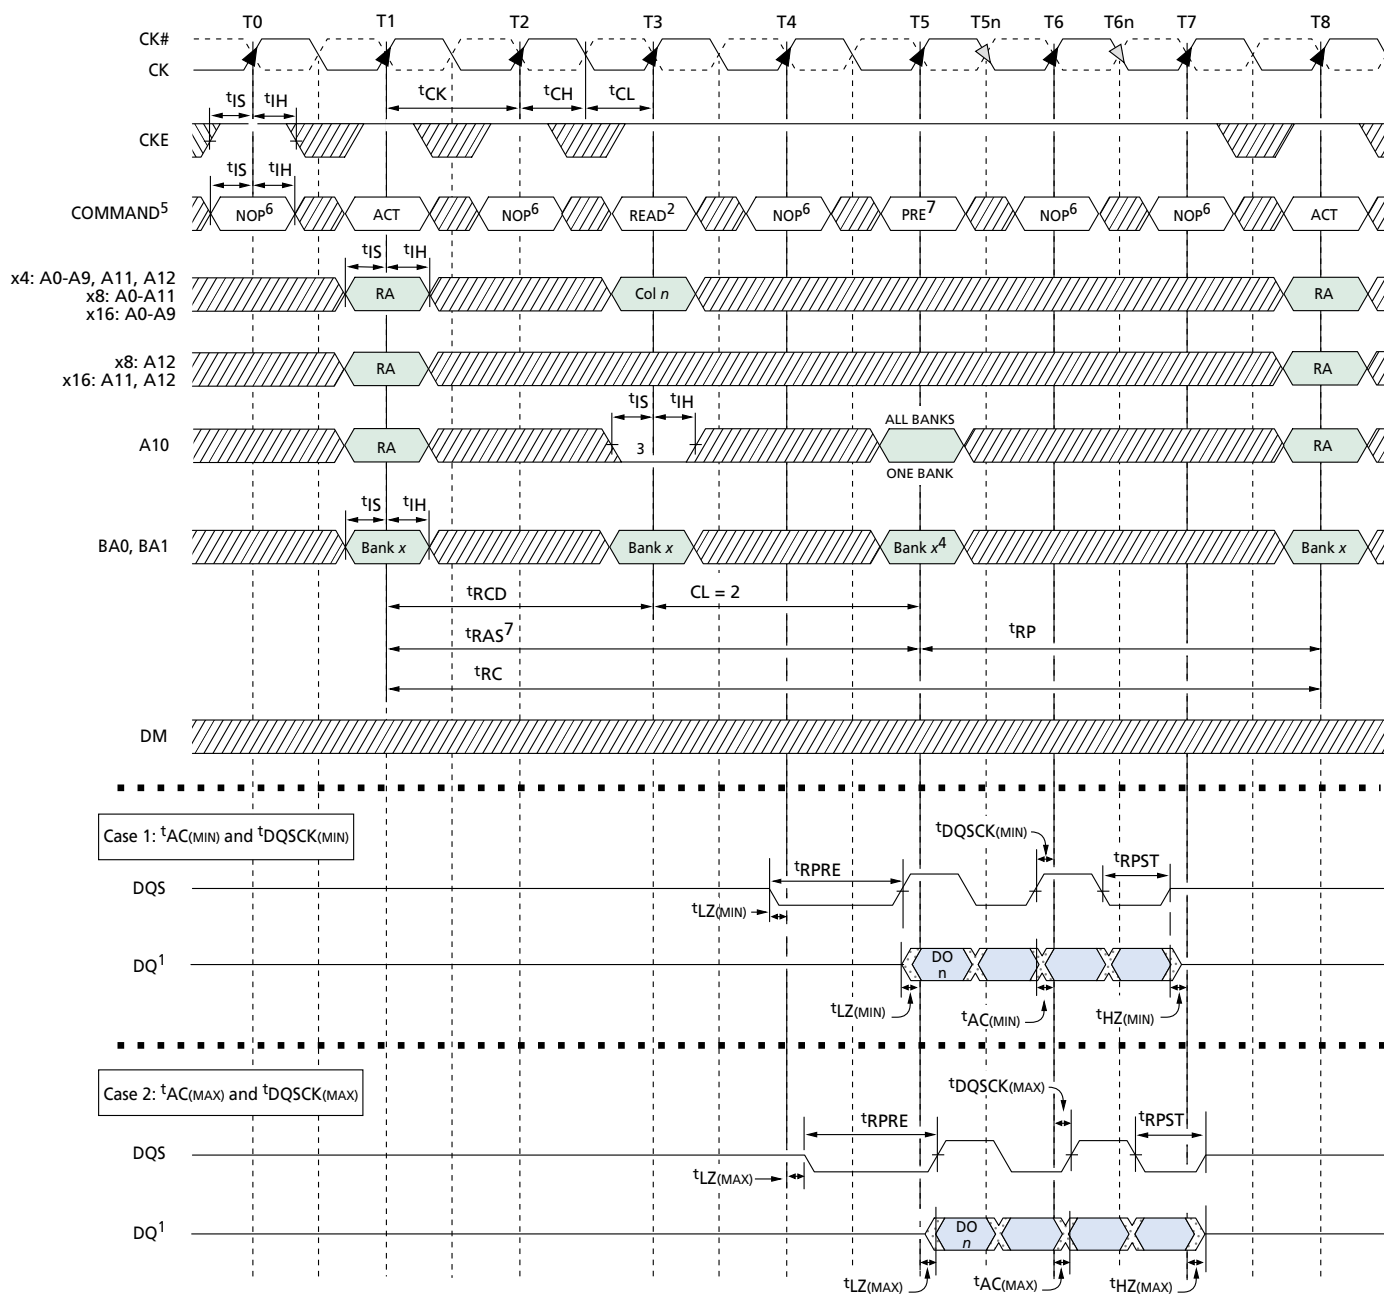 T0 T1 T2 T3 T4 T5 T5n T6 T6n T7 T8
CK#
CK
tIS tIH tCK tCH tCL
CKE
tIS tIH
COMMAND5 NOP6 ACT NOP6 READ2 NOP6 PRE7 NOP6 NOP6 ACT
tIS tIH
x4: A0-A9, A11, A12
x8: A0-A11
x16: A0-A9
RA Col n RA
x8: A12
x16: A11, A12
RA RA
tIS tIH ALL BANKS
A10 RA 3 RA
ONE BANK
tIS tIH
BA0, BA1 Bank x Bank x Bank x4 Bank x
tRCD CL = 2
tRAS7 tRP
tRC
DM
Case 1: tAC(MIN) and tDQSCK(MIN)
tDQSCK(MIN)
tRPRE tRPST
DQS
tLZ(MIN)
DQ1 DO
n
tLZ(MIN) tAC(MIN) tHZ(MIN)
Case 2: tAC(MAX) and tDQSCK(MAX)
tDQSCK(MAX)
tRPRE tRPST
DQS
tLZ(MAX)
DQ1 DO
n
tLZ(MAX) tAC(MAX) tHZ(MAX)